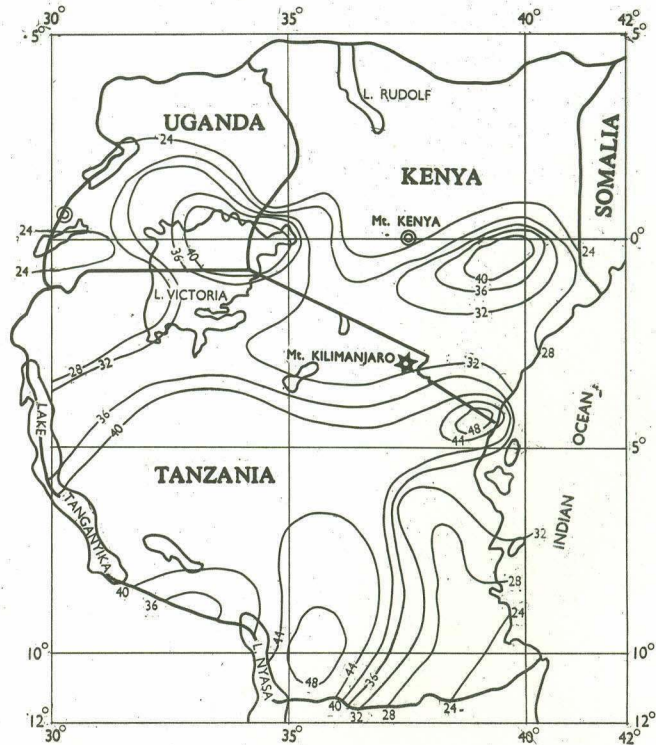 30° 35° 40° 42°
5° 5°
L. RUDOLF
UGANDA
24
KENYA
SOMALIA
Mt. KENYA
24 0° 24
36 40
24 40
36
L. VICTORIA 32
28 32 Mt. KILIMANJARO 32 28
36
40 48
44
LAKE OCEAN
5°
TANZANIA
TANGANYIKA INDIAN
32
40 28
36 24
44
10° 10°
L. NYASA 48 44 36
40 32 28 24
12° 12°
30° 35° 40° 42°